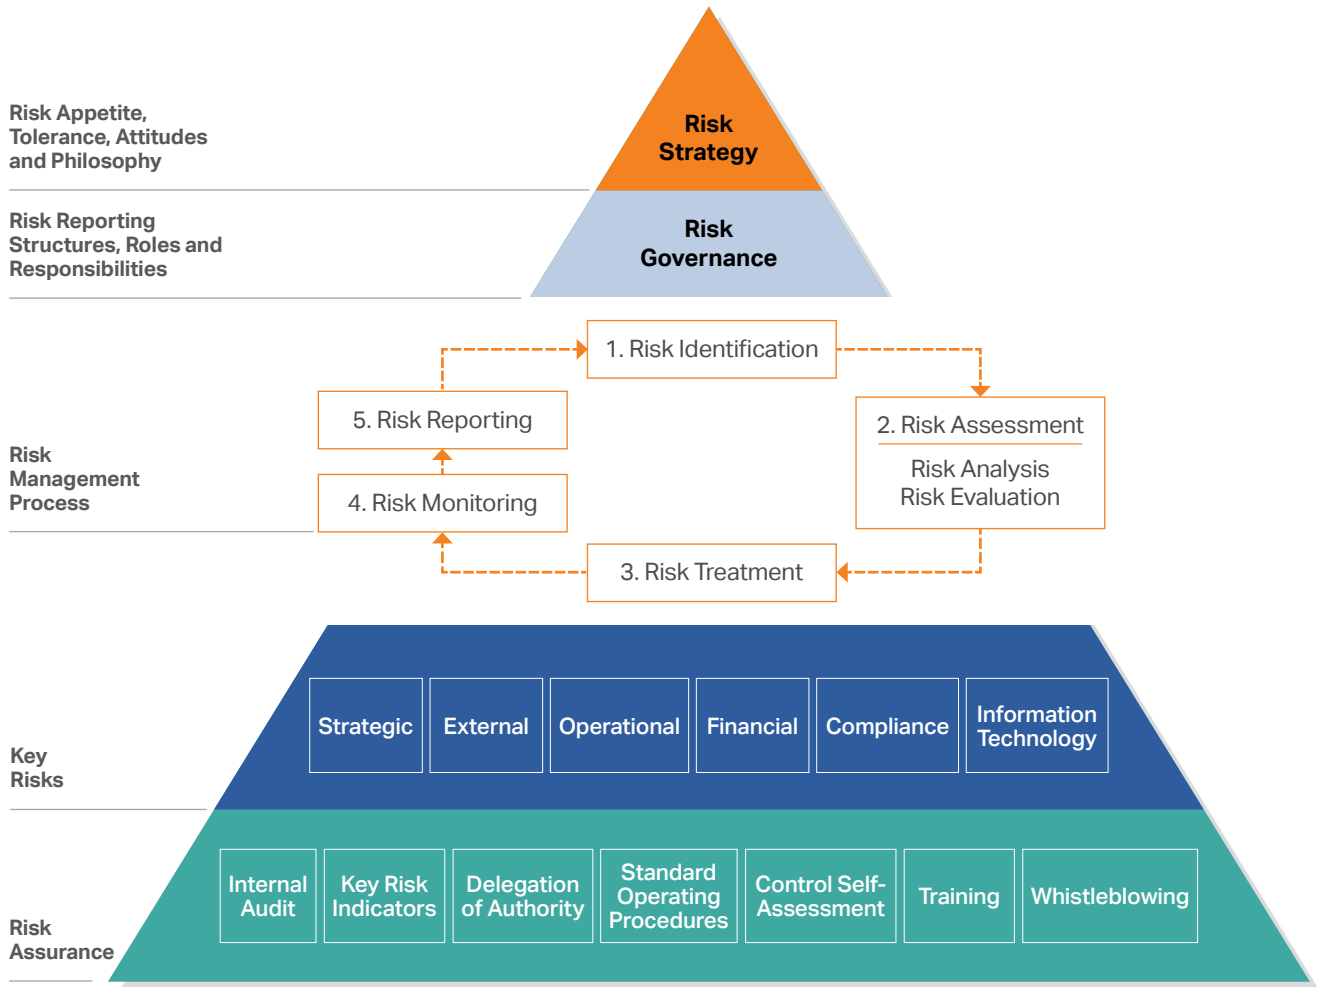 Risk Appetite,
Tolerance, Attitudes
and Philosophy
Risk
Strategy
Risk Reporting
Structures, Roles and
Responsibilities
Risk
Governance
Risk
Management
Process
1. Risk Identification
2. Risk Assessment
Risk Analysis
Risk Evaluation
3. Risk Treatment
4. Risk Monitoring
5. Risk Reporting
Key
Risks
Strategic
External
Operational
Financial
Compliance
Information
Technology
Risk
Assurance
Internal
Audit
Key Risk
Indicators
Delegation
of Authority
Standard
Operating
Procedures
Control Self-
Assessment
Training
Whistleblowing